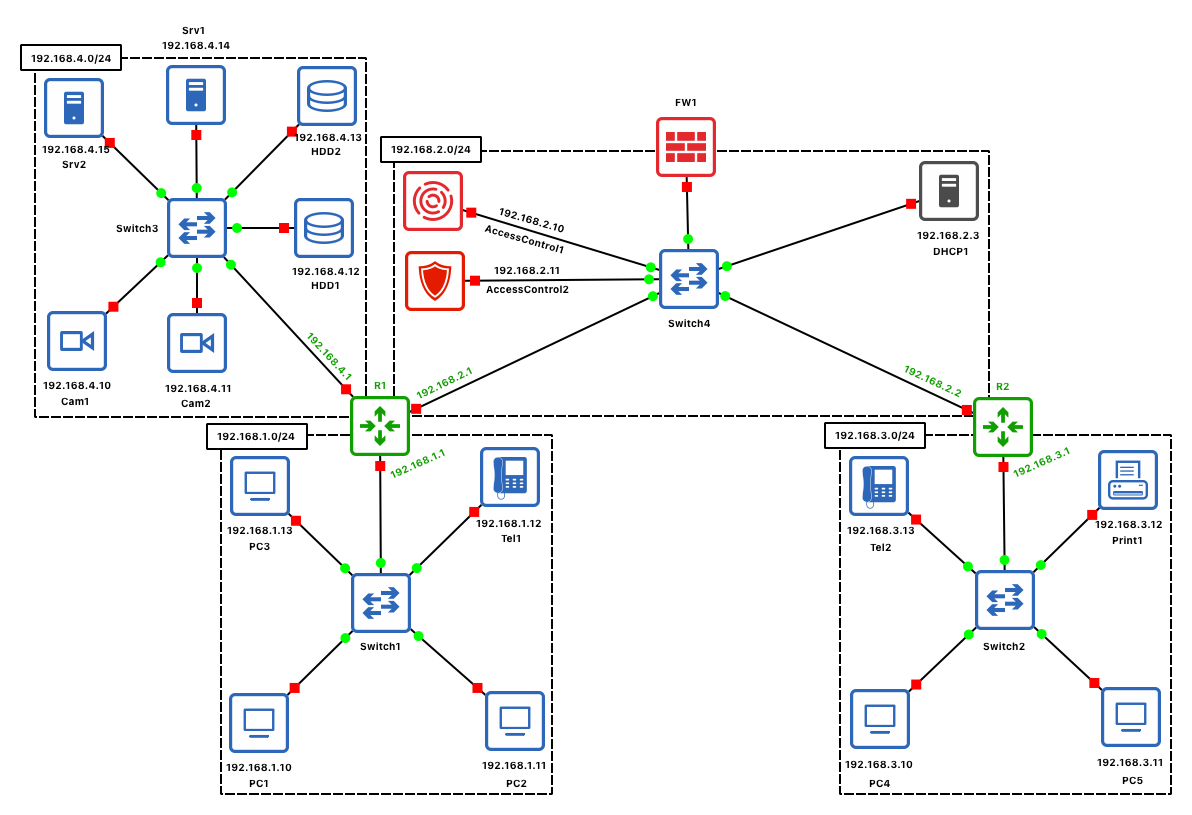 Srv1
192.168.4.14
192.168.4.0/24
192.168.4.15
Srv2
192.168.4.13
HDD2
Switch3
192.168.4.12
HDD1
192.168.4.10
Cam1
192.168.4.11
Cam2
192.168.4.1
FW1
192.168.2.0/24
192.168.2.10
AccessControl1
192.168.2.11
AccessControl2
192.168.2.3
DHCP1
Switch4
R1
192.168.2.1
192.168.2.2
R2
192.168.1.0/24
192.168.1.1
192.168.1.13
PC3
192.168.1.12
Tel1
Switch1
192.168.1.10
PC1
192.168.1.11
PC2
192.168.3.0/24
192.168.3.1
192.168.3.13
Tel2
192.168.3.12
Print1
Switch2
192.168.3.10
PC4
192.168.3.11
PC5